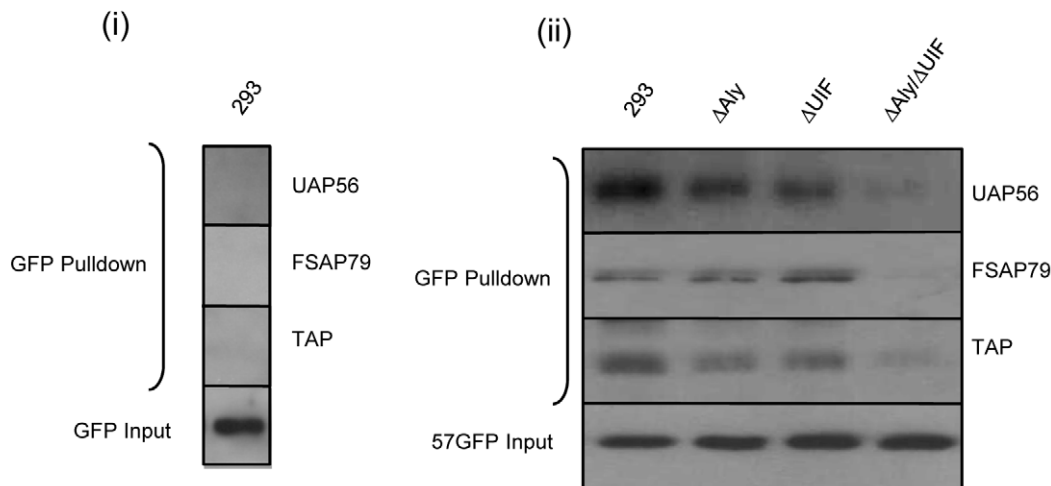 (i)
293
UAP56
FSAP79
TAP
GFP Pulldown
GFP Input
(ii)
293
ΔAly
ΔUIF
ΔAly/ΔUIF
UAP56
FSAP79
TAP
GFP Pulldown
57GFP Input